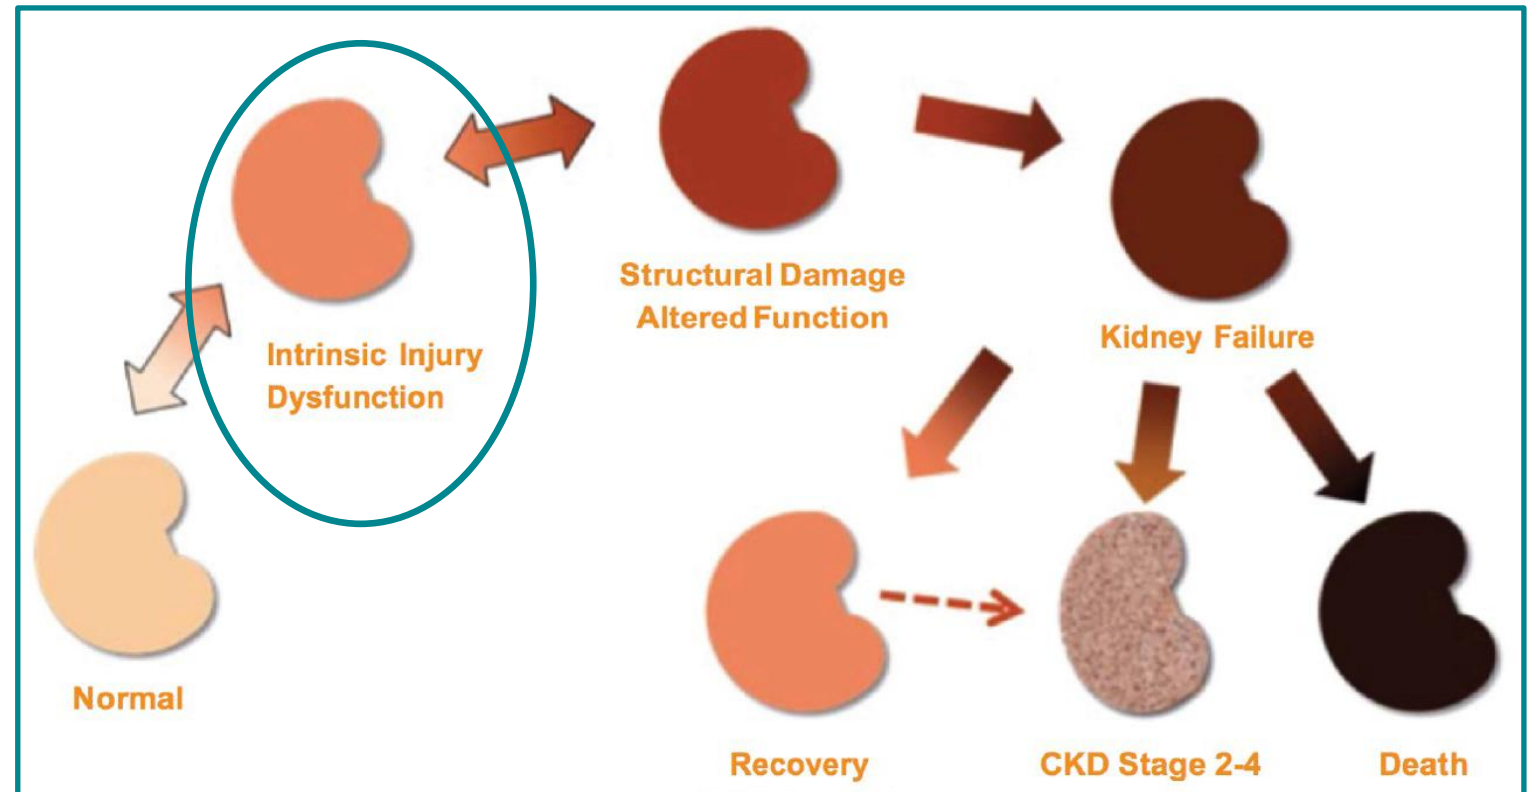 Structural Damage
Altered Function
Kidney Failure
Intrinsic Injury
Dysfunction
Normal
Recovery
CKD Stage 2-4
Death